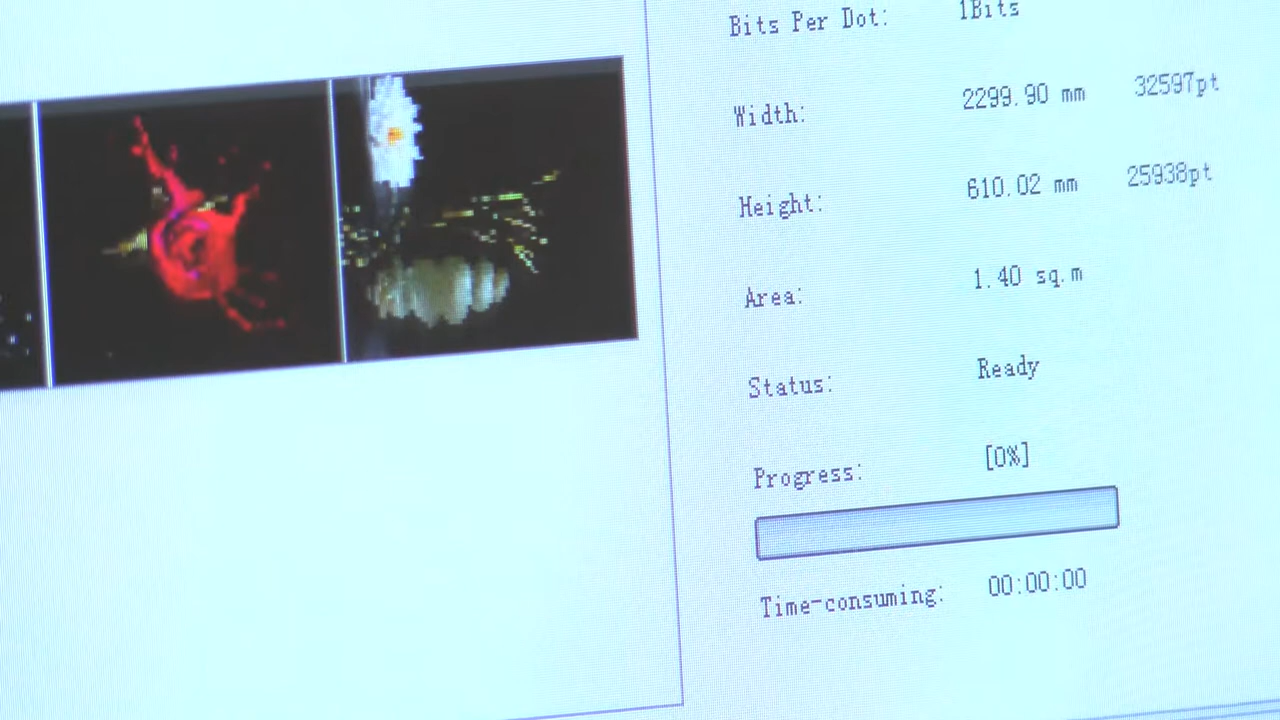 Bits Per Dot: 1Bits
Width: 2299.90 mm 32597pt
Height: 610.02 mm 25938pt
Area: 1.40 sq.m
Status: Ready
Progress: [0%]
Time-consuming: 00:00:00